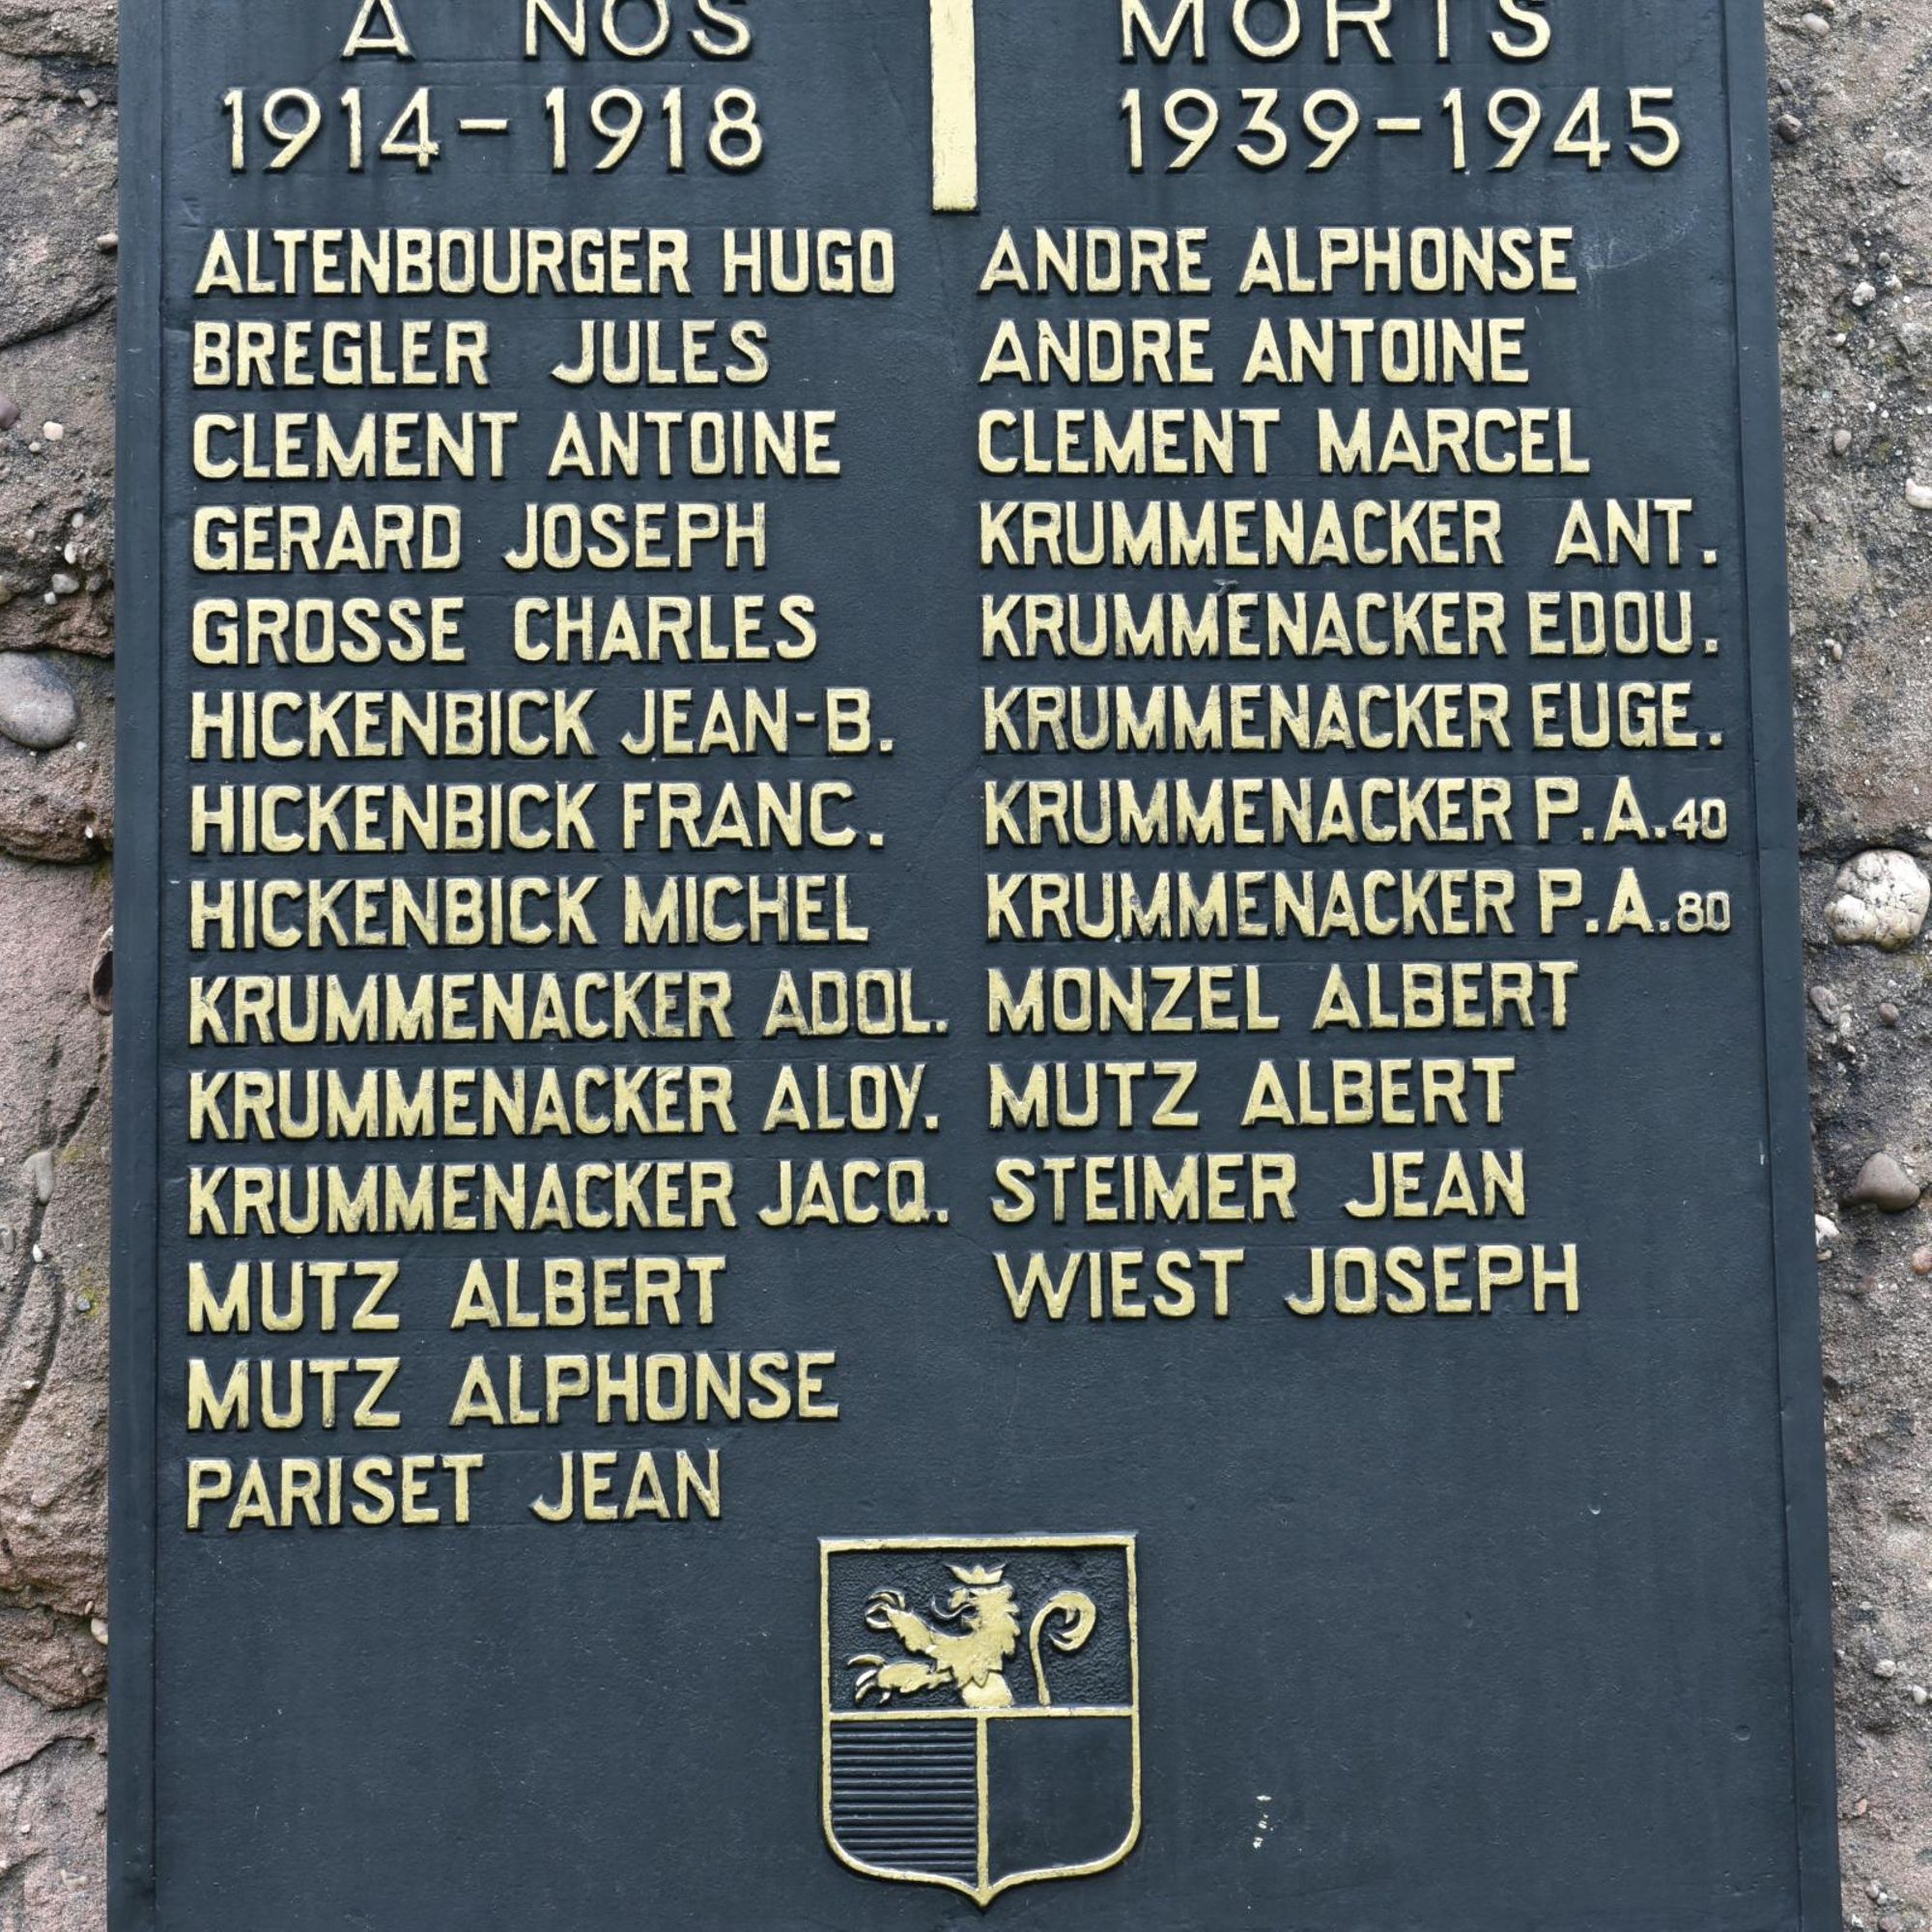 A NOS MORTS
1914-1918
ALTENBOURGER HUGO
BREGLER JULES
CLEMENT ANTOINE
GERARD JOSEPH
GROSSE CHARLES
HICKENBICK JEAN-B.
HICKENBICK FRANC.
HICKENBICK MICHEL
KRUMMENACKER ADOL.
KRUMMENACKER ALOY.
KRUMMENACKER JACQ.
MUTZ ALBERT
MUTZ ALPHONSE
PARISET JEAN
1939-1945
ANDRE ALPHONSE
ANDRE ANTOINE
CLEMENT MARCEL
KRUMMENACKER ANT.
KRUMMENACKER EDOU.
KRUMMENACKER EUGE.
KRUMMENACKER P.A.40
KRUMMENACKER P.A.80
MONZEL ALBERT
MUTZ ALBERT
STEIMER JEAN
WIEST JOSEPH